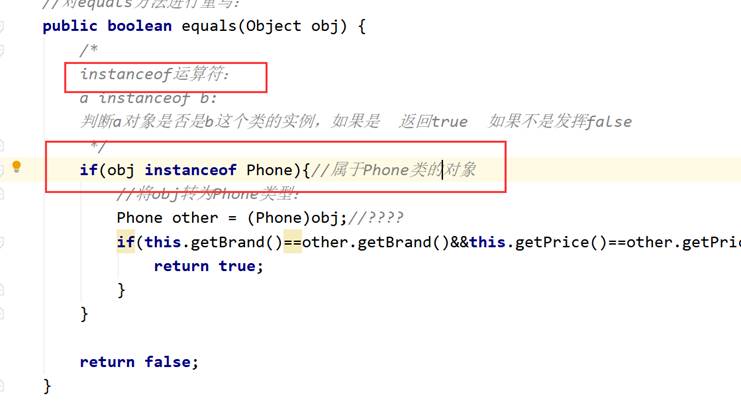 //对equals方法进行重写：
public boolean equals(Object obj) {
/*
instanceof运算符：
a instanceof b:
判断a对象是否是b这个类的实例，如果是 返回true 如果不是发挥false
*/
if(obj instanceof Phone){//属于Phone类的对象
//将obj转为Phone类型：
Phone other = (Phone)obj;//????
if(this.getBrand()==other.getBrand()&&this.getPrice()==other.getPric
return true;
}
}
return false;
}